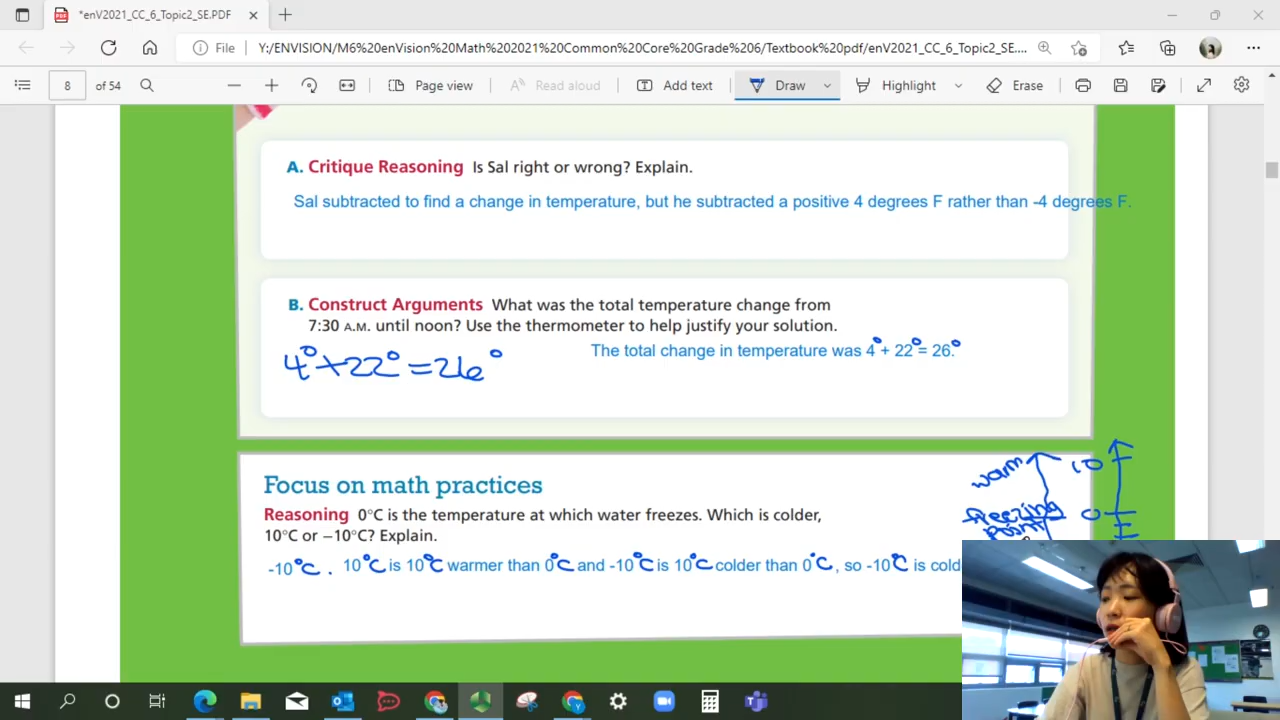 *enV2021_CC_6_Topic2_SE.PDF
File Y:/ENVISION/M6%20enVision%20Math%202021%20Common%20Core%20Grade%206/Textbook%20pdf/enV2021_CC_6_Topic2_SE....
8 of 54 Page view Read aloud Add text Draw Highlight Erase
A. Critique Reasoning Is Sal right or wrong? Explain.
Sal subtracted to find a change in temperature, but he subtracted a positive 4 degrees F rather than -4 degrees F.
B. Construct Arguments What was the total temperature change from
7:30 A.M. until noon? Use the thermometer to help justify your solution.
4°+22°=26°
The total change in temperature was 4° + 22° = 26.°
Focus on math practices
Reasoning 0°C is the temperature at which water freezes. Which is colder,
10°C or −10°C? Explain.
-10°C. 10°C is 10°C warmer than 0°C and -10°C is 10°C colder than 0°C, so -10°C is cold
warm
10
freezing
point
0